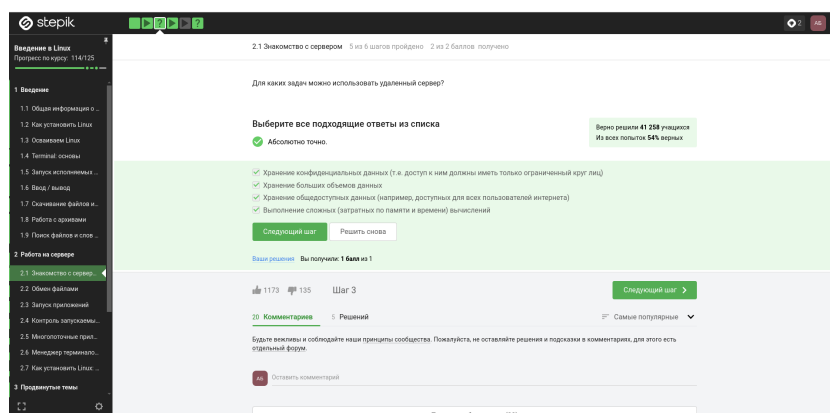 stepik
2
АБ
Введение в Linux
Прогресс по курсу: 114/125
1 Введение
1.1 Общая информация о ...
1.2 Как установить Linux
1.3 Осваиваем Linux
1.4 Terminal: основы
1.5 Запуск исполняемых ...
1.6 Ввод / вывод
1.7 Скачивание файлов и...
1.8 Работа с архивами
1.9 Поиск файлов и слов ...
2 Работа на сервере
2.1 Знакомство с сервер...
2.2 Обмен файлами
2.3 Запуск приложений
2.4 Контроль запускаемы...
2.5 Многопоточные прил...
2.6 Менеджер терминало...
2.7 Как установить Linux ...
3 Продвинутые темы
2.1 Знакомство с сервером 5 из 6 шагов пройдено 2 из 2 баллов получено
Для каких задач можно использовать удаленный сервер?
Выберите все подходящие ответы из списка
Абсолютно точно.
Верно решили 41 258 учащихся
Из всех попыток 54% верных
Хранение конфиденциальных данных (т.е. доступ к ним должны иметь только ограниченный круг лиц)
Хранение больших объемов данных
Хранение общедоступных данных (например, доступных для всех пользователей интернета)
Выполнение сложных (затратных по памяти и времени) вычислений
Следующий шаг Решить снова
Ваши решения Вы получили: 1 балл из 1
1173 135 Шаг 3 Следующий шаг
20 Комментариев 5 Решений Самые популярные
Будьте вежливы и соблюдайте наши принципы сообщества. Пожалуйста, не оставляйте решения и подсказки в комментариях, для этого есть
отдельный форум.
АБ Оставить комментарий